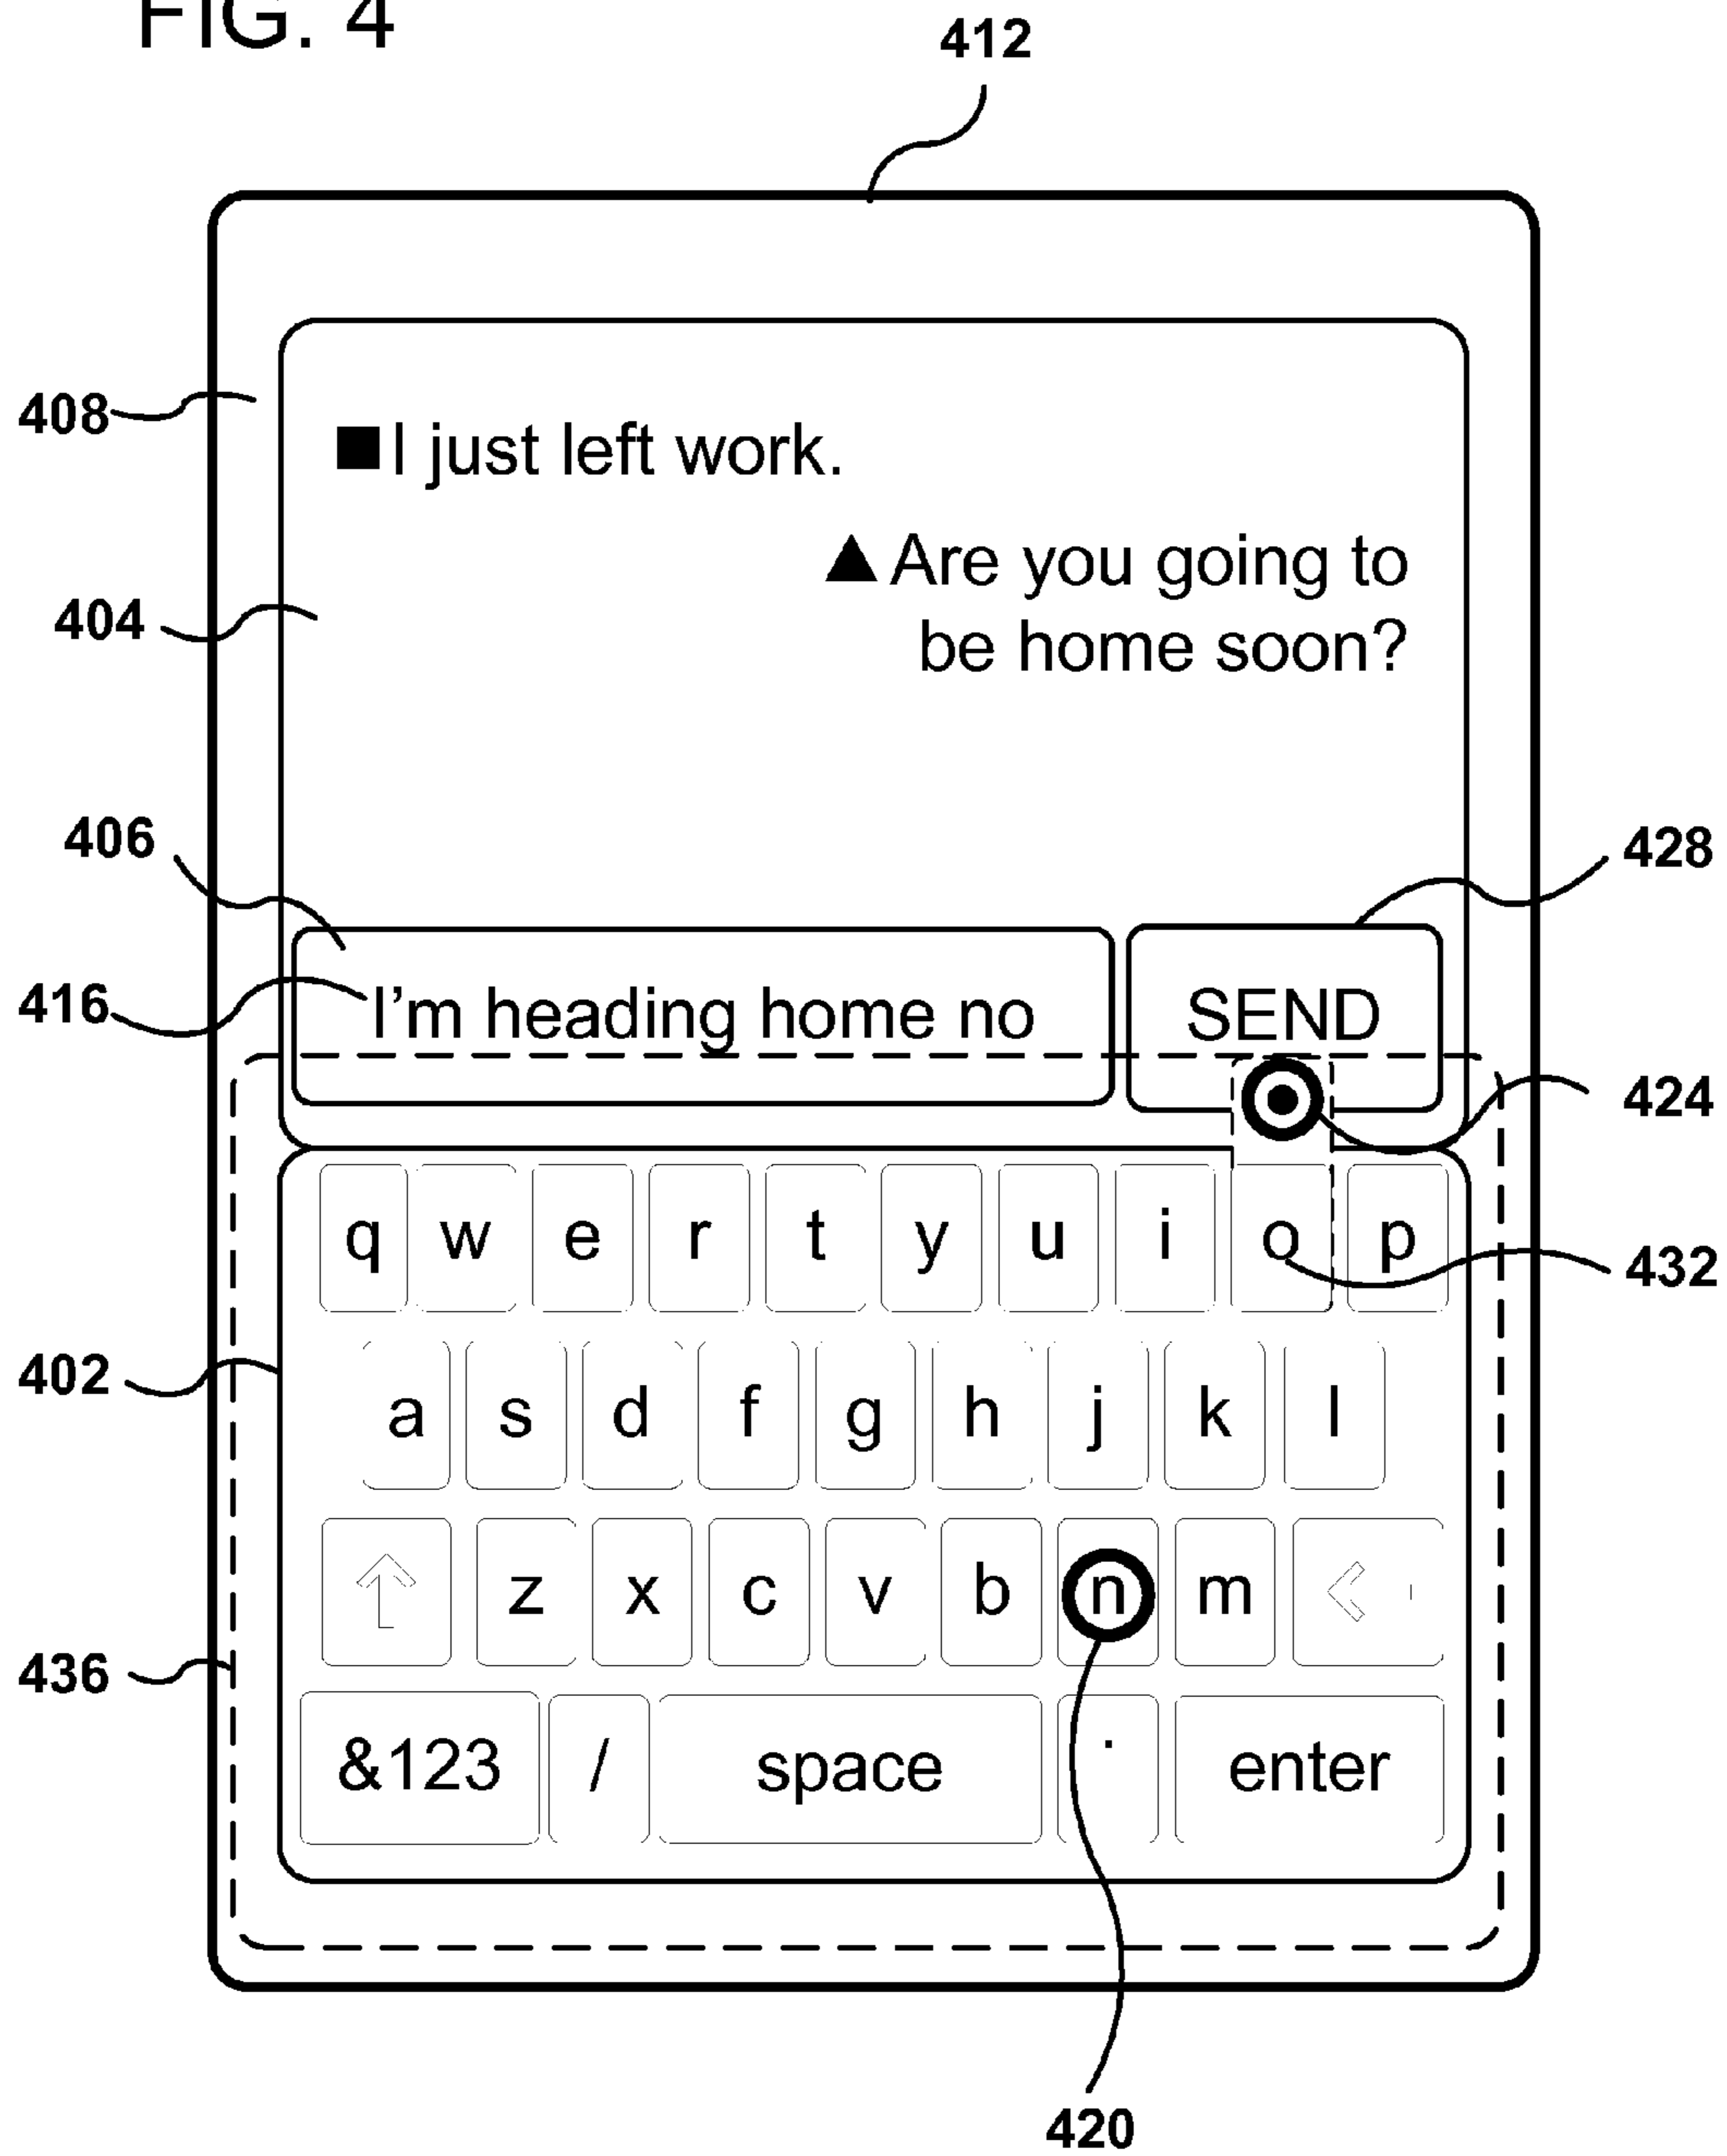 FIG. 4
412
408
■I just left work.
▲Are you going to
404
be home soon?
406
428
416
I'm heading home no
SEND
424
q w e r t y u i o p
432
402
a s d f g h j k l
z x c v b n m
436
&123 / space . enter
420